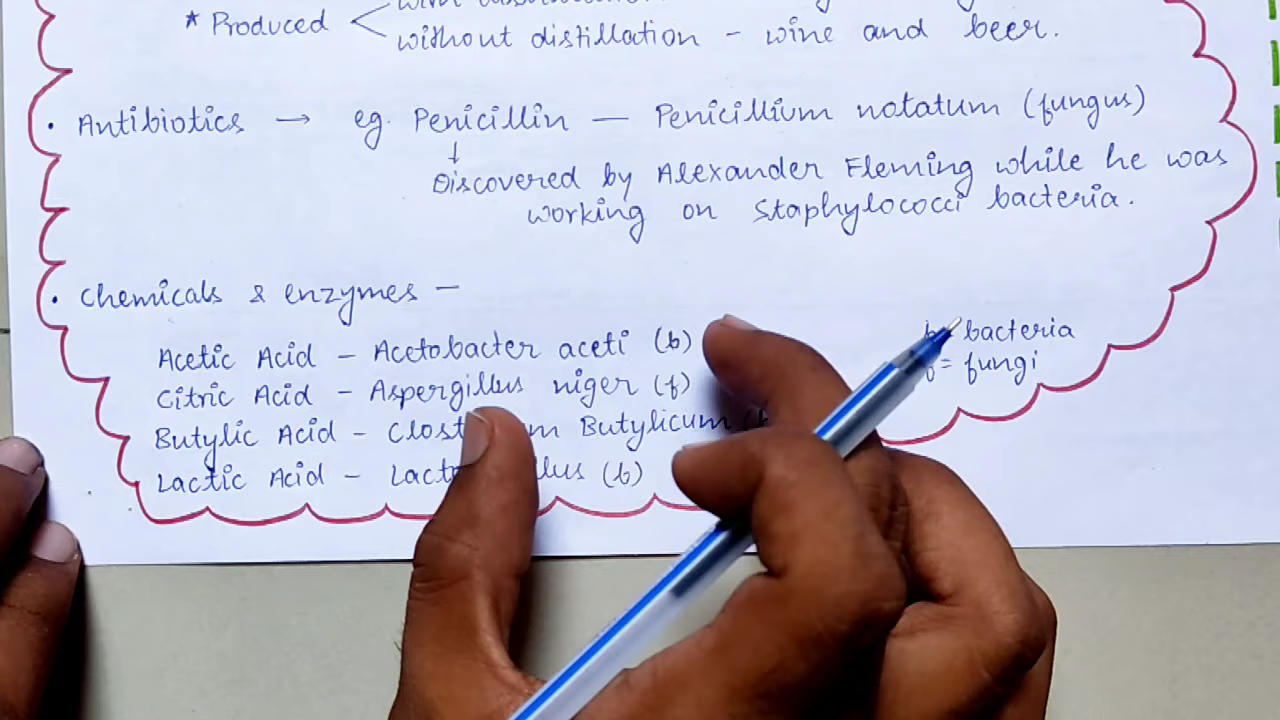 * Produced
without distillation - wine and beer.
• Antibiotics → eg. Penicillin — Penicillium notatum (fungus)
↓
Discovered by Alexander Fleming while he was
working on Staphylococci bacteria.
• Chemicals & enzymes —
Acetic Acid - Acetobacter aceti (b)
Citric Acid - Aspergillus niger (f)
Butylic Acid - Butylicum
Lactic Acid - (b)
bacteria
= fungi